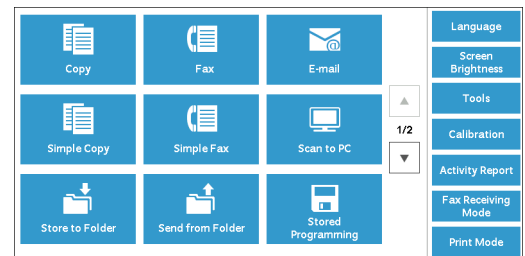 Copy
Fax
E-mail
Simple Copy
Simple Fax
Scan to PC
Store to Folder
Send from Folder
Stored
Programming
1/2
Language
Screen
Brightness
Tools
Calibration
Activity Report
Fax Receiving
Mode
Print Mode